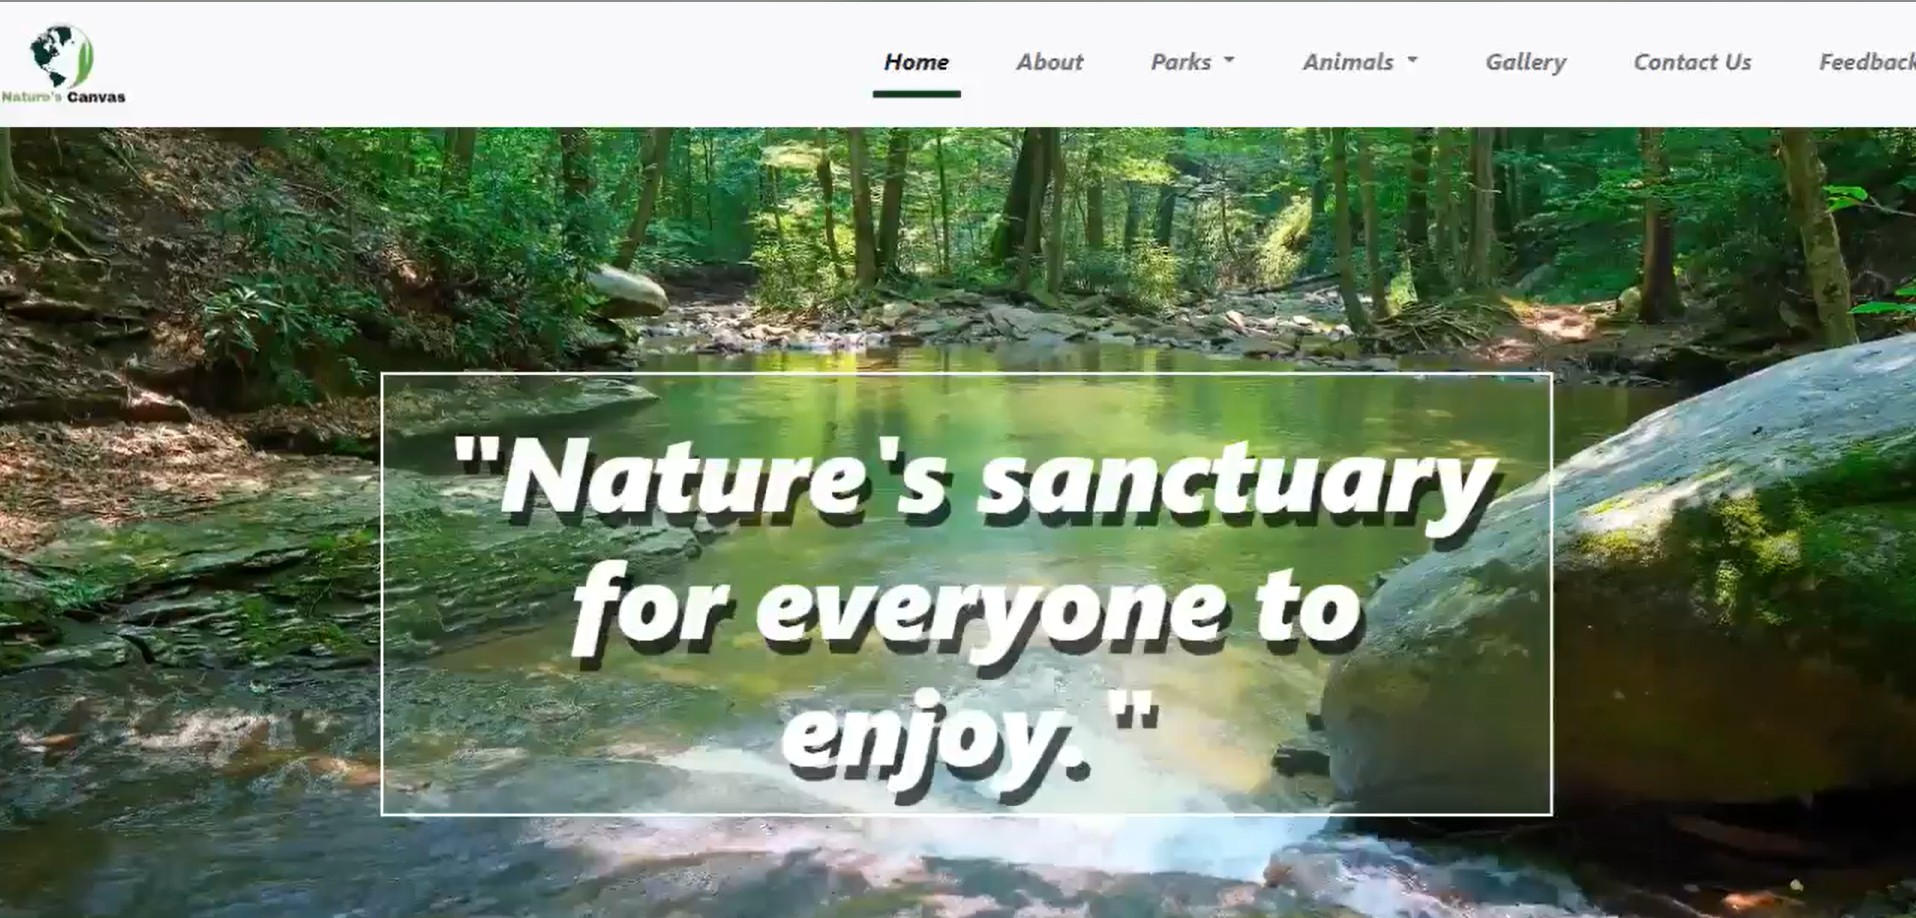 Nature's Canvas
Home About Parks Animals Gallery Contact Us Feedback
"Nature's sanctuary
for everyone to
enjoy. "